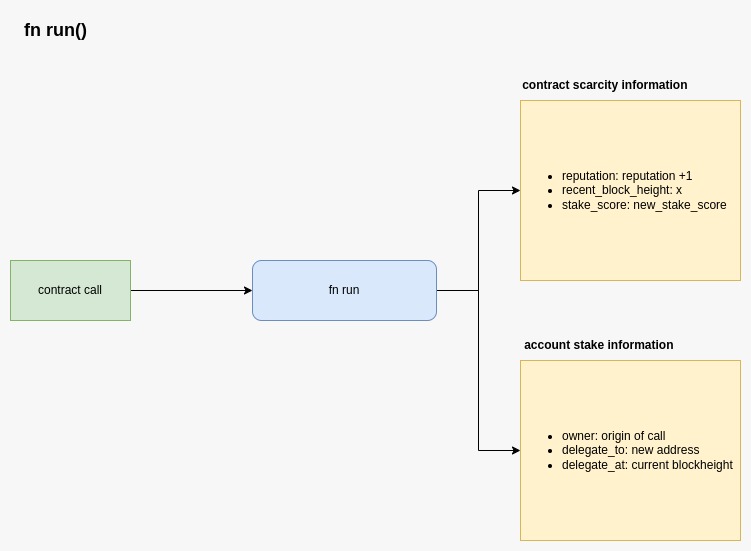 fn run()
contract scarcity information
reputation: reputation +1
recent_block_height: x
stake_score: new_stake_score
contract call
fn run
account stake information
owner: origin of call
delegate_to: new address
delegate_at: current blockheight